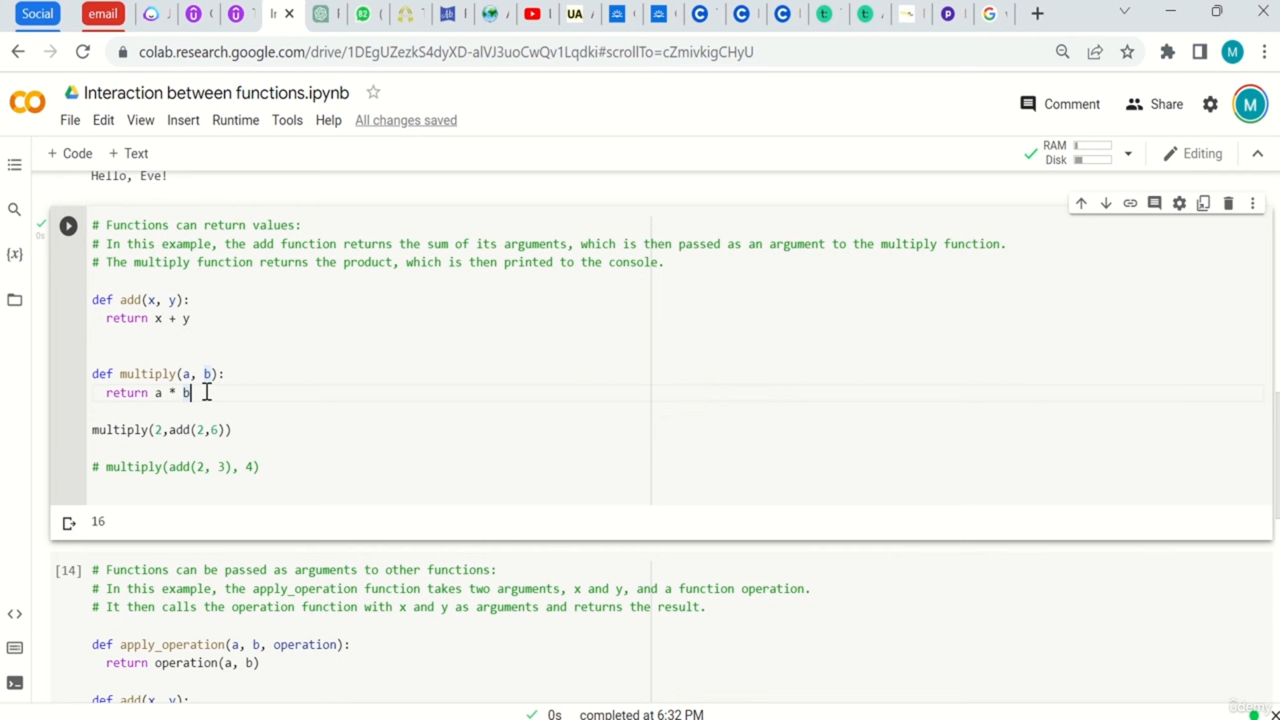 Social
email
82
UA
colab.research.google.com/drive/1DEgUZezkS4dyXD-alVJ3uoCwQv1Lqdki#scrollTo=cZmivkigCHyU
M
Interaction between functions.ipynb
Comment
Share
M
File Edit View Insert Runtime Tools Help All changes saved
+ Code + Text
RAM
Disk
Editing
Hello, Eve!
0s
# Functions can return values:
# In this example, the add function returns the sum of its arguments, which is then passed as an argument to the multiply function.
# The multiply function returns the product, which is then printed to the console.
def add(x, y):
return x + y
def multiply(a, b):
return a * b
multiply(2,add(2,6))
# multiply(add(2, 3), 4)
16
[14]
# Functions can be passed as arguments to other functions:
# In this example, the apply_operation function takes two arguments, x and y, and a function operation.
# It then calls the operation function with x and y as arguments and returns the result.
def apply_operation(a, b, operation):
return operation(a, b)
def add(x, y):
0s completed at 6:32 PM
ûdemy